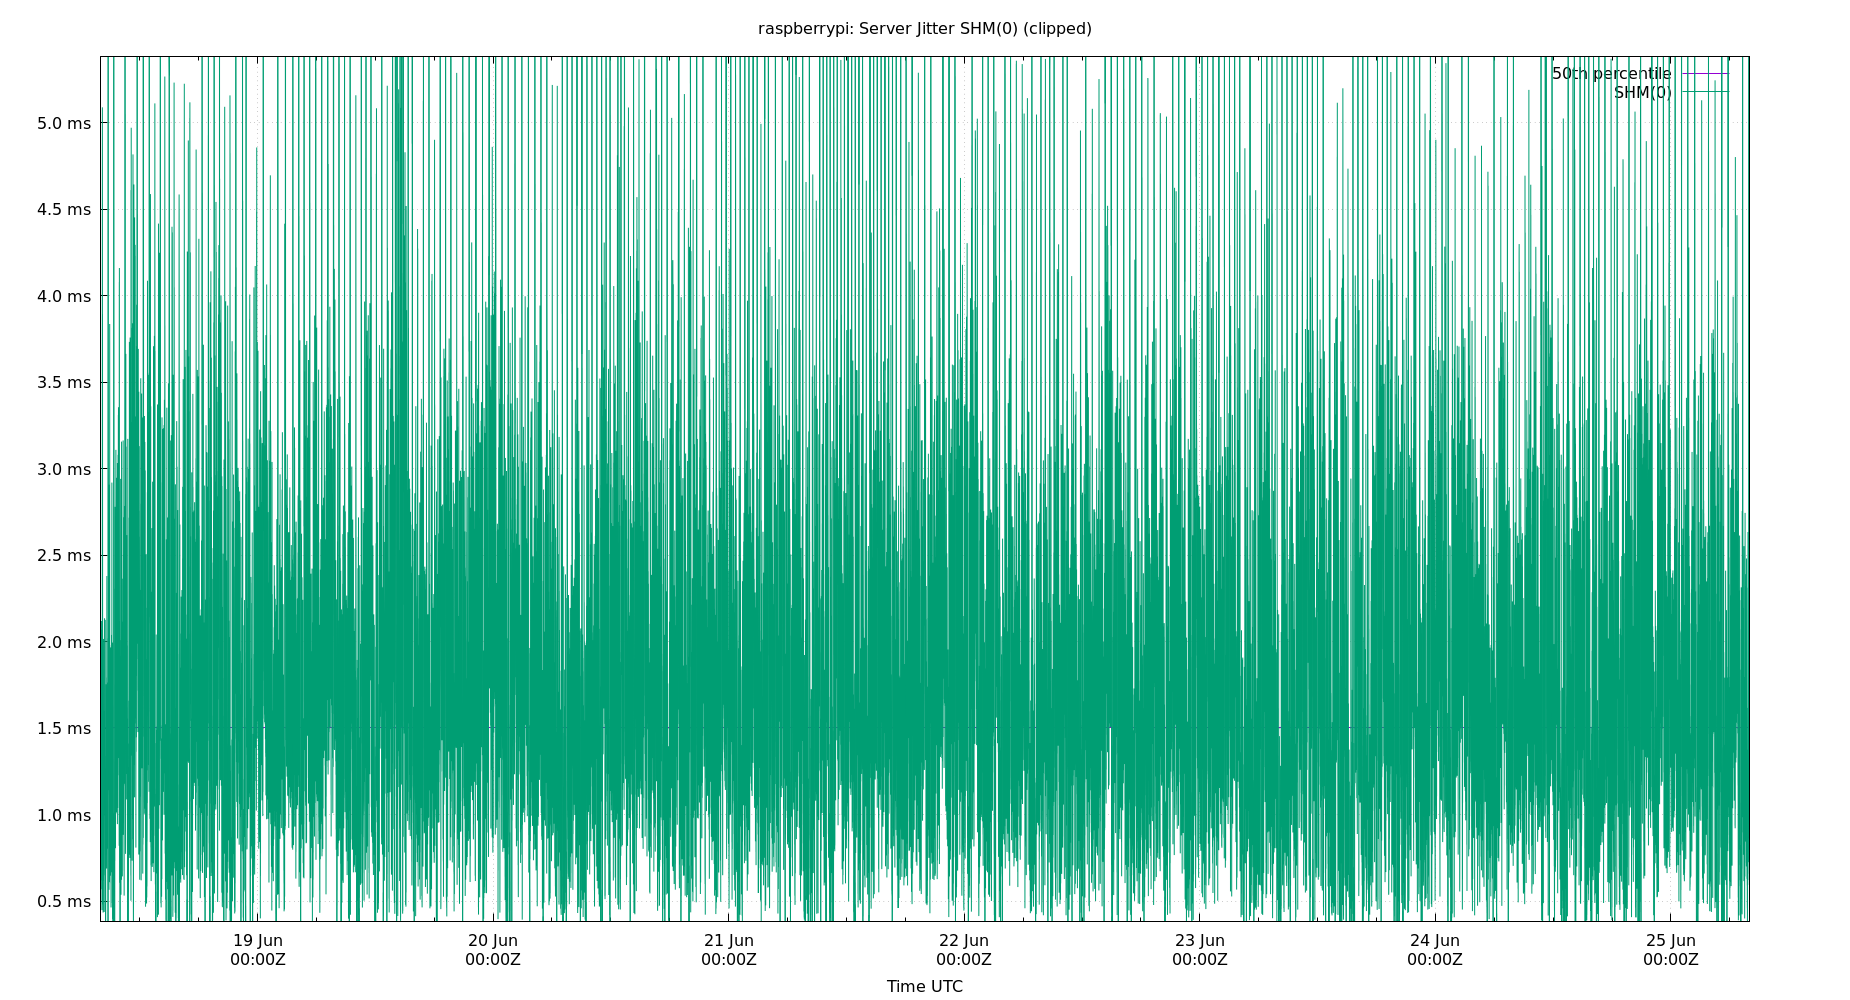 raspberrypi: Server Jitter SHM(0) (clipped)
50th percentile
SHM(0)
5.0 ms
4.5 ms
4.0 ms
3.5 ms
3.0 ms
2.5 ms
2.0 ms
1.5 ms
1.0 ms
0.5 ms
19 Jun 20 Jun 21 Jun 22 Jun 23 Jun 24 Jun 25 Jun
00:00Z 00:00Z 00:00Z 00:00Z 00:00Z 00:00Z 00:00Z
Time UTC